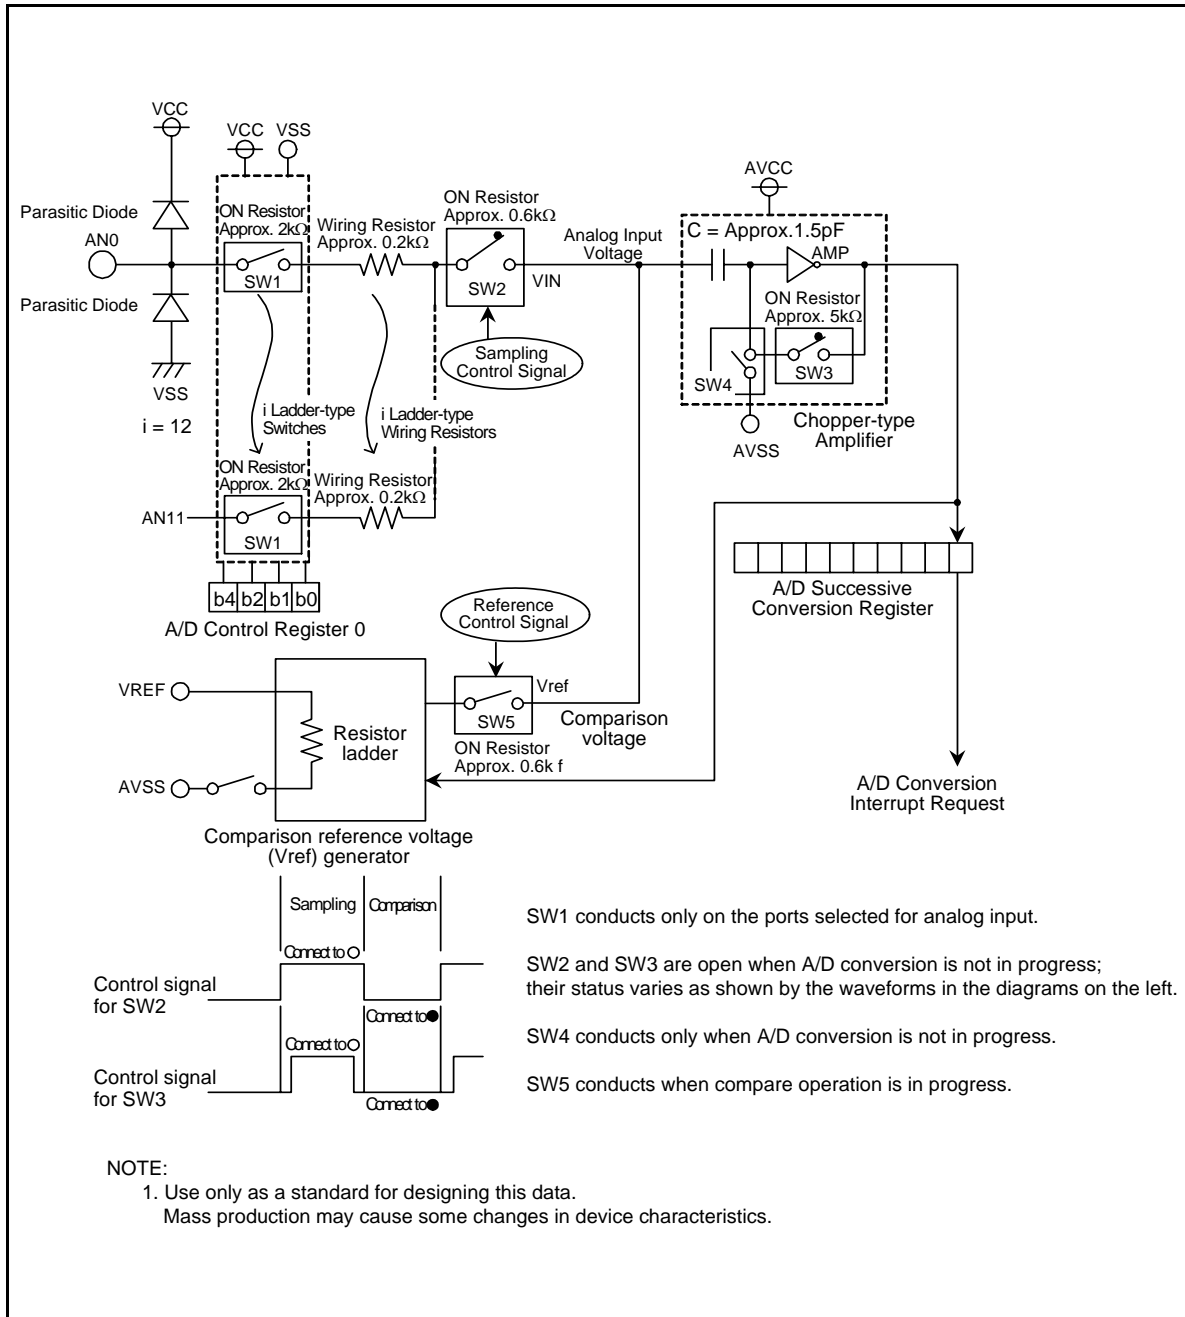 VCC
VCC VSS
Parasitic Diode
AN0
Parasitic Diode
VSS
i = 12
ON Resistor
Approx. 2kΩ
SW1
Wiring Resistor
Approx. 0.2kΩ
ON Resistor
Approx. 0.6kΩ
SW2
VIN
Sampling
Control Signal
Analog Input
Voltage
AVCC
C = Approx.1.5pF
AMP
ON Resistor
Approx. 5kΩ
SW3
SW4
AVSS
Chopper-type
Amplifier
i Ladder-type
Switches
i Ladder-type
Wiring Resistors
ON Resistor
Approx. 2kΩ
Wiring Resistor
Approx. 0.2kΩ
AN11
SW1
b4 b2 b1 b0
A/D Control Register 0
A/D Successive
Conversion Register
Reference
Control Signal
VREF
AVSS
Resistor
ladder
Vref
SW5
ON Resistor
Approx. 0.6k f
Comparison
voltage
A/D Conversion
Interrupt Request
Comparison reference voltage
(Vref) generator
Sampling Comparison
Connect to
Control signal
for SW2
Connect to
Connect to
Control signal
for SW3
Connect to
SW1 conducts only on the ports selected for analog input.
SW2 and SW3 are open when A/D conversion is not in progress;
their status varies as shown by the waveforms in the diagrams on the left.
SW4 conducts only when A/D conversion is not in progress.
SW5 conducts when compare operation is in progress.
NOTE:
1. Use only as a standard for designing this data.
Mass production may cause some changes in device characteristics.